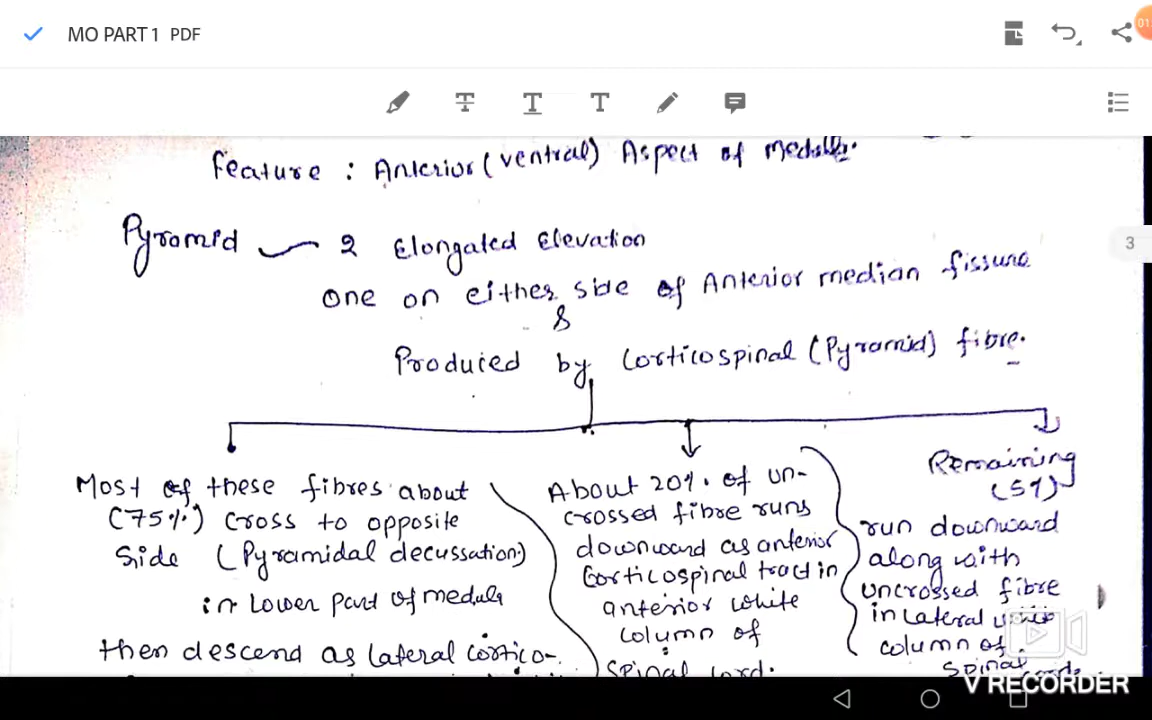 MO PART 1 PDF
01
Feature : Anterior (ventral) Aspect of medulla.
3
Pyramid 2 Elongated Elevation
one on either side of Anterior median fissure
&
Produced by Corticospinal (Pyramid) fibre.
Most of these fibres about
(75%) cross to opposite
side (Pyramidal decussation)
in lower part of medula
then descend as lateral cortico-
About 20%. of un-
crossed fibre runs
downward as anterior
Corticospinal tract in
anterior white
column of
spinal cord.
Remaining
(5%)
run downward
along with
uncrossed fibre
in lateral white
column of
spinal
V RECORDER